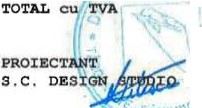 TOTAL cu TVA
PROIECTANT
S.C. DESIGN STUDIO